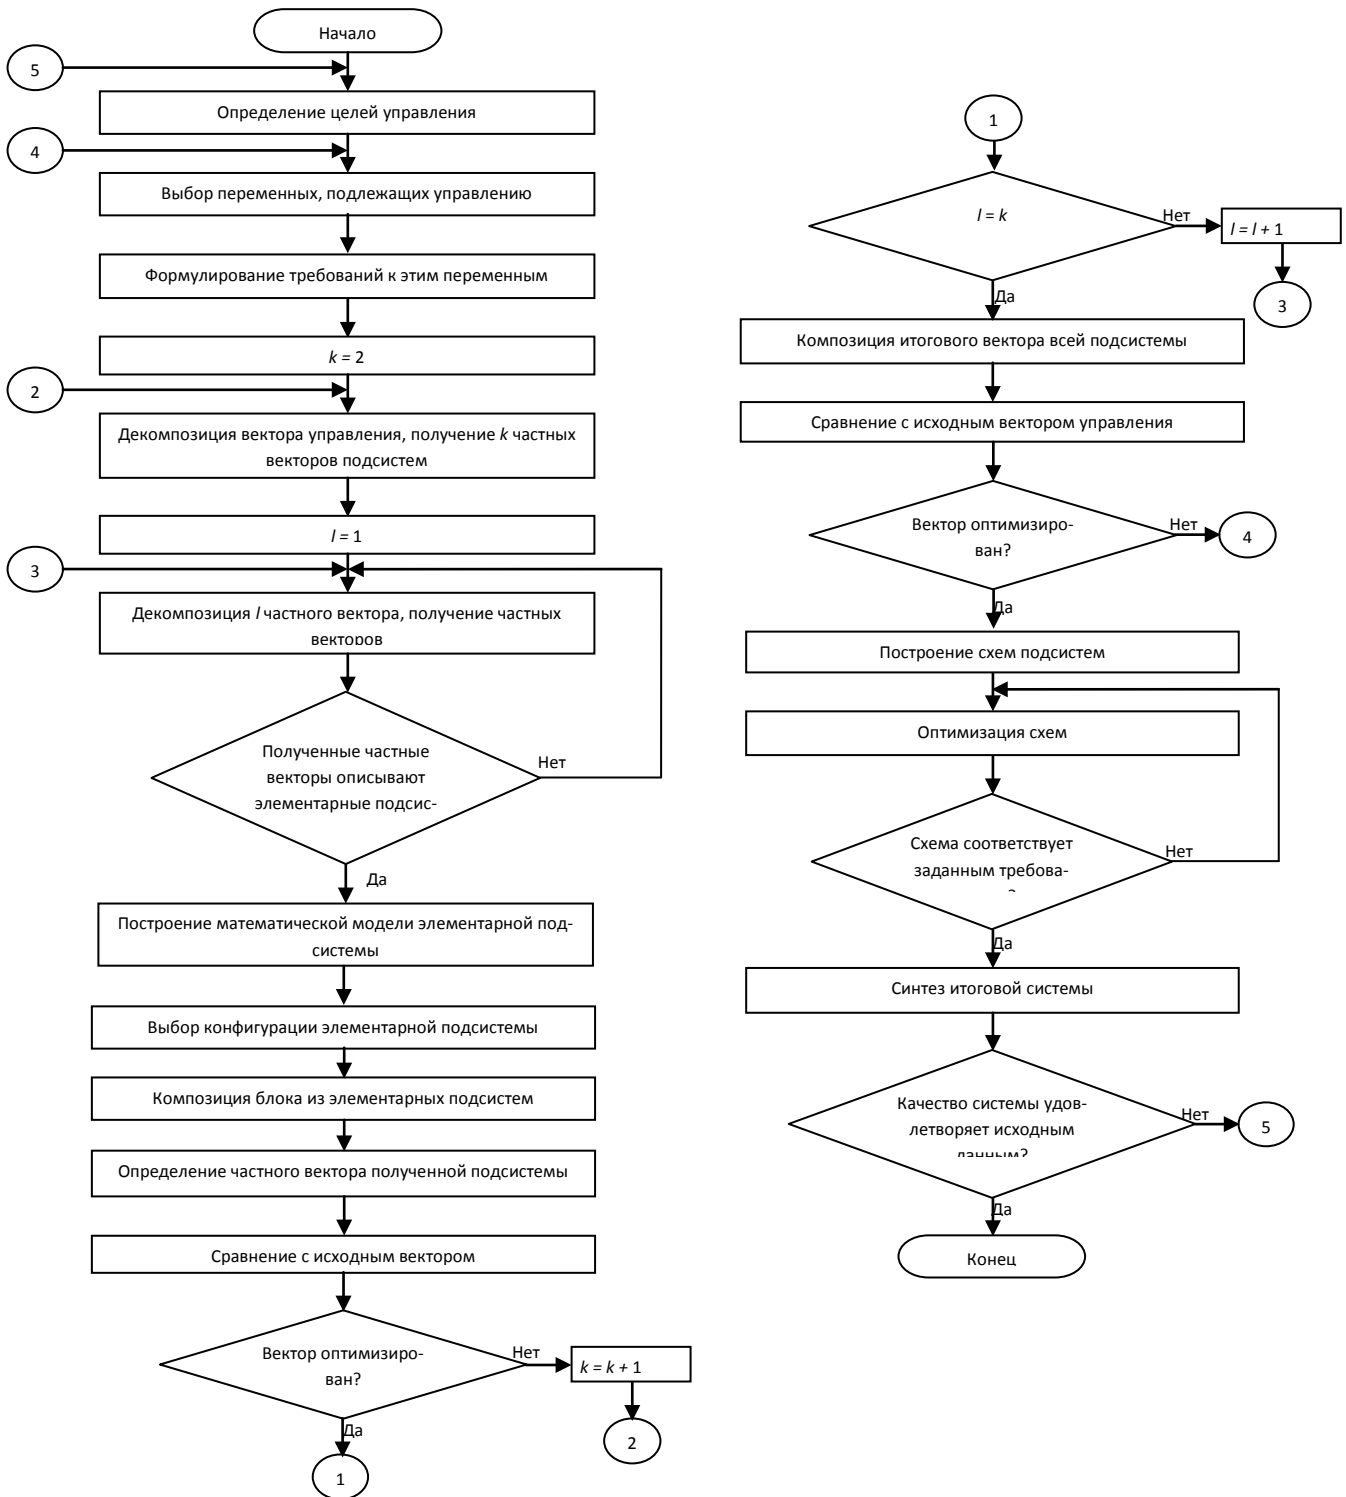 Начало
5
Определение целей управления
4
Выбор переменных, подлежащих управлению
Формулирование требований к этим переменным
k = 2
2
Декомпозиция вектора управления, получение k частных
векторов подсистем
l = 1
3
Декомпозиция l частного вектора, получение частных
векторов
Полученные частные
векторы описывают
элементарные подсис-
Нет
Да
Построение математической модели элементарной под-
системы
Выбор конфигурации элементарной подсистемы
Композиция блока из элементарных подсистем
Определение частного вектора полученной подсистемы
Сравнение с исходным вектором
Вектор оптимизиро-
ван?
Нет
k = k + 1
2
Да
1
1
l = k
Нет
l = l + 1
3
Да
Композиция итогового вектора всей подсистемы
Сравнение с исходным вектором управления
Вектор оптимизиро-
ван?
Нет
4
Да
Построение схем подсистем
Оптимизация схем
Схема соответствует
заданным требова-
Нет
Да
Синтез итоговой системы
Качество системы удов-
летворяет исходным
данным?
Нет
5
Да
Конец